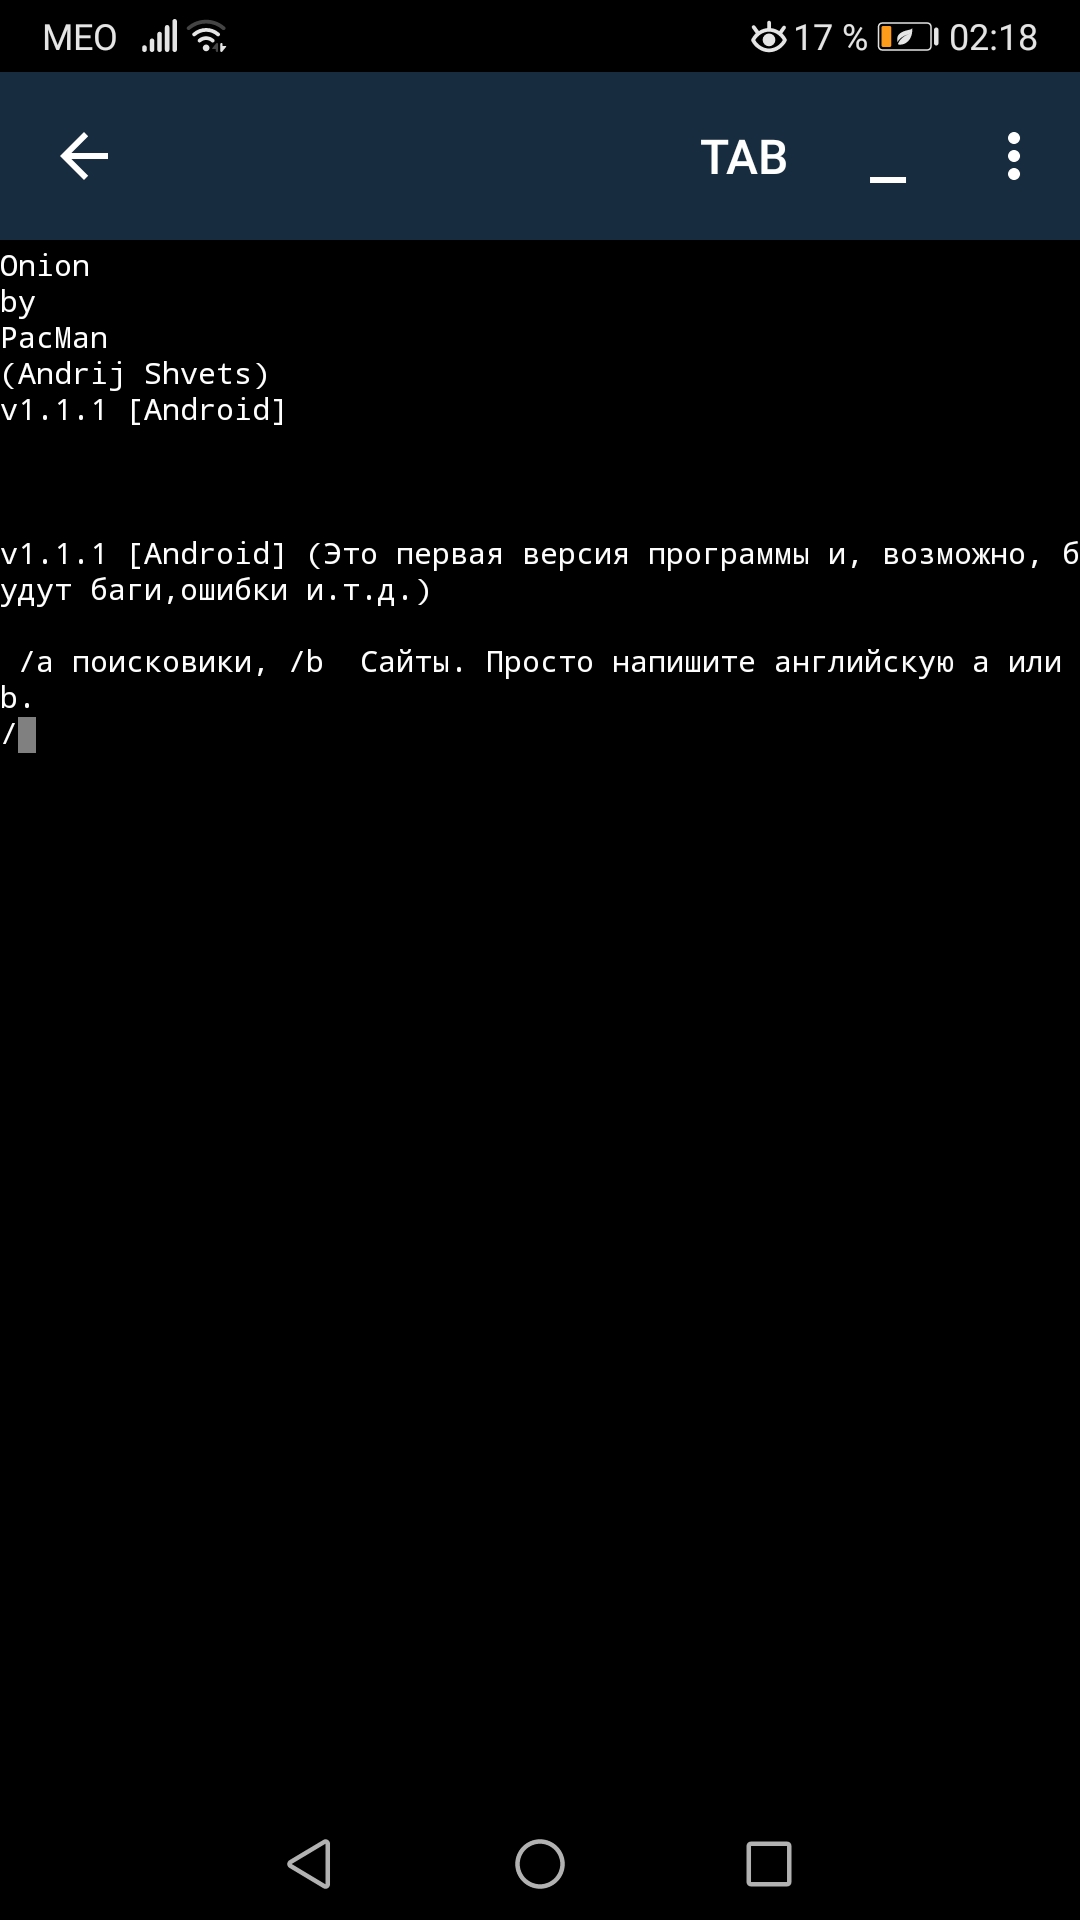 MEO 17 % 02:18
TAB _
Onion
by
PacMan
(Andrij Shvets)
v1.1.1 [Android]
v1.1.1 [Android] (Это первая версия программы и, возможно, б
удут баги,ошибки и.т.д.)
/a поисковики, /b  Сайты. Просто напишите английскую а или
b.
/